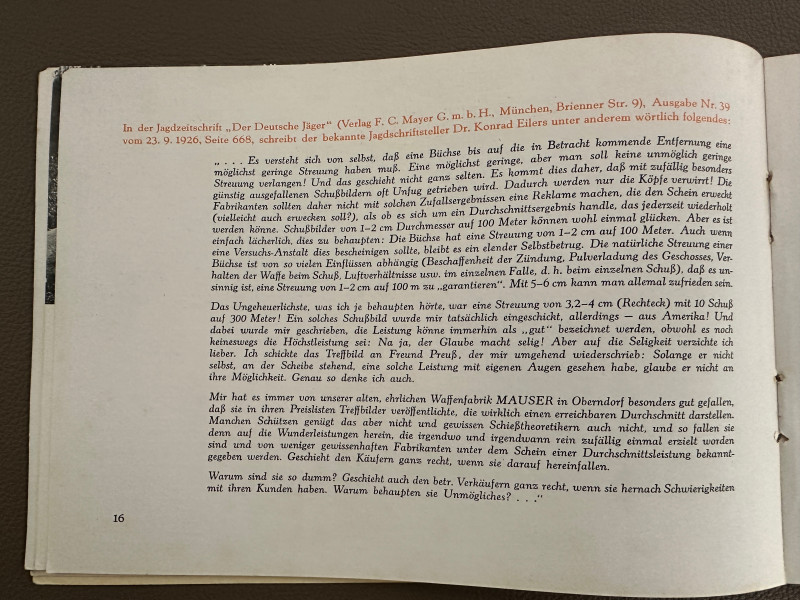 In der Jagdzeitschrift „Der Deutsche Jäger“ (Verlag F. C. Mayer G. m. b. H., München, Brienner Str. 9), Ausgabe Nr. 39
vom 23. 9. 1926, Seite 668, schreibt der bekannte Jagdschriftsteller Dr. Konrad Eilers unter anderem wörtlich folgendes:
„. . . . Es versteht sich von selbst, daß eine Büchse bis auf die in Betracht kommende Entfernung eine
möglichst geringe Streuung haben muß. Eine möglichst geringe, aber man soll keine unmöglich geringe
Streuung verlangen! Und das geschieht nicht ganz selten. Es kommt dies daher, daß mit zufällig besonders
günstig ausgefallenen Schußbildern oft Unfug getrieben wird. Dadurch werden nur die Köpfe verwirrt! Die
Fabrikanten sollten daher nicht mit solchen Zufallsergebnissen eine Reklame machen, die den Schein erweckt
(vielleicht auch erwecken soll?), als ob es sich um ein Durchschnittsergebnis handle, das jederzeit wiederholt
werden könne. Schußbilder von 1–2 cm Durchmesser auf 100 Meter können wohl einmal glücken. Aber es ist
einfach lächerlich, dies zu behaupten: Die Büchse hat eine Streuung von 1–2 cm auf 100 Meter. Auch wenn
eine Versuchs-Anstalt dies bescheinigen sollte, bleibt es ein elender Selbstbetrug. Die natürliche Streuung einer
Büchse ist von so vielen Einflüssen abhängig (Beschaffenheit der Zündung, Pulverladung des Geschosses, Ver-
halten der Waffe beim Schuß, Luftverhältnisse usw. im einzelnen Falle, d. h. beim einzelnen Schuß), daß es un-
sinnig ist, eine Streuung von 1–2 cm auf 100 m zu „garantieren“. Mit 5–6 cm kann man allemal zufrieden sein.
Das Ungeheuerlichste, was ich je behaupten hörte, war eine Streuung von 3,2–4 cm (Rechteck) mit 10 Schuß
auf 300 Meter! Ein solches Schußbild wurde mir tatsächlich eingeschickt, allerdings — aus Amerika! Und
dabei wurde mir geschrieben, die Leistung könne immerhin als „gut“ bezeichnet werden, obwohl es noch
keineswegs die Höchstleistung sei: Na ja, der Glaube macht selig! Aber auf die Seligkeit verzichte ich
lieber. Ich schickte das Treffbild an Freund Preuß, der mir umgehend wiederschrieb: Solange er nicht
selbst, an der Scheibe stehend, eine solche Leistung mit eigenen Augen gesehen habe, glaube er nicht an
ihre Möglichkeit. Genau so denke ich auch.
Mir hat es immer von unserer alten, ehrlichen Waffenfabrik MAUSER in Oberndorf besonders gut gefallen,
daß sie in ihren Preislisten Treffbilder veröffentlichte, die wirklich einen erreichbaren Durchschnitt darstellen.
Manchen Schützen genügt das aber nicht und gewissen Schießtheoretikern auch nicht, und so fallen sie
denn auf die Wunderleistungen herein, die irgendwo und irgendwann rein zufällig einmal erzielt worden
sind und von weniger gewissenhaften Fabrikanten unter dem Schein einer Durchschnittsleistung bekannt-
gegeben werden. Geschieht den Käufern ganz recht, wenn sie darauf hereinfallen.
Warum sind sie so dumm? Geschieht auch den betr. Verkäufern ganz recht, wenn sie hernach Schwierigkeiten
mit ihren Kunden haben. Warum behaupten sie Unmögliches? . . .“
16